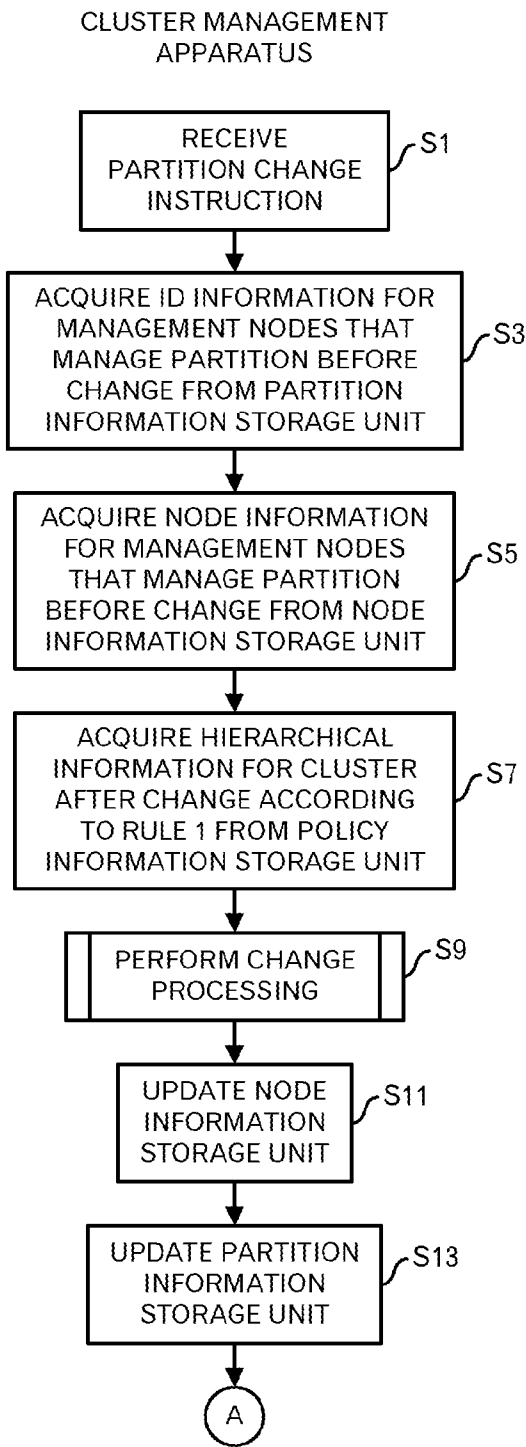 CLUSTER MANAGEMENT
APPARATUS
RECEIVE
PARTITION CHANGE
INSTRUCTION
S1
ACQUIRE ID INFORMATION FOR
MANAGEMENT NODES THAT
MANAGE PARTITION BEFORE
CHANGE FROM PARTITION
INFORMATION STORAGE UNIT
S3
ACQUIRE NODE INFORMATION
FOR MANAGEMENT NODES
THAT MANAGE PARTITION
BEFORE CHANGE FROM NODE
INFORMATION STORAGE UNIT
S5
ACQUIRE HIERARCHICAL
INFORMATION FOR CLUSTER
AFTER CHANGE ACCORDING
TO RULE 1 FROM POLICY
INFORMATION STORAGE UNIT
S7
PERFORM CHANGE
PROCESSING
S9
UPDATE NODE
INFORMATION
STORAGE UNIT
S11
UPDATE PARTITION
INFORMATION
STORAGE UNIT
S13
A